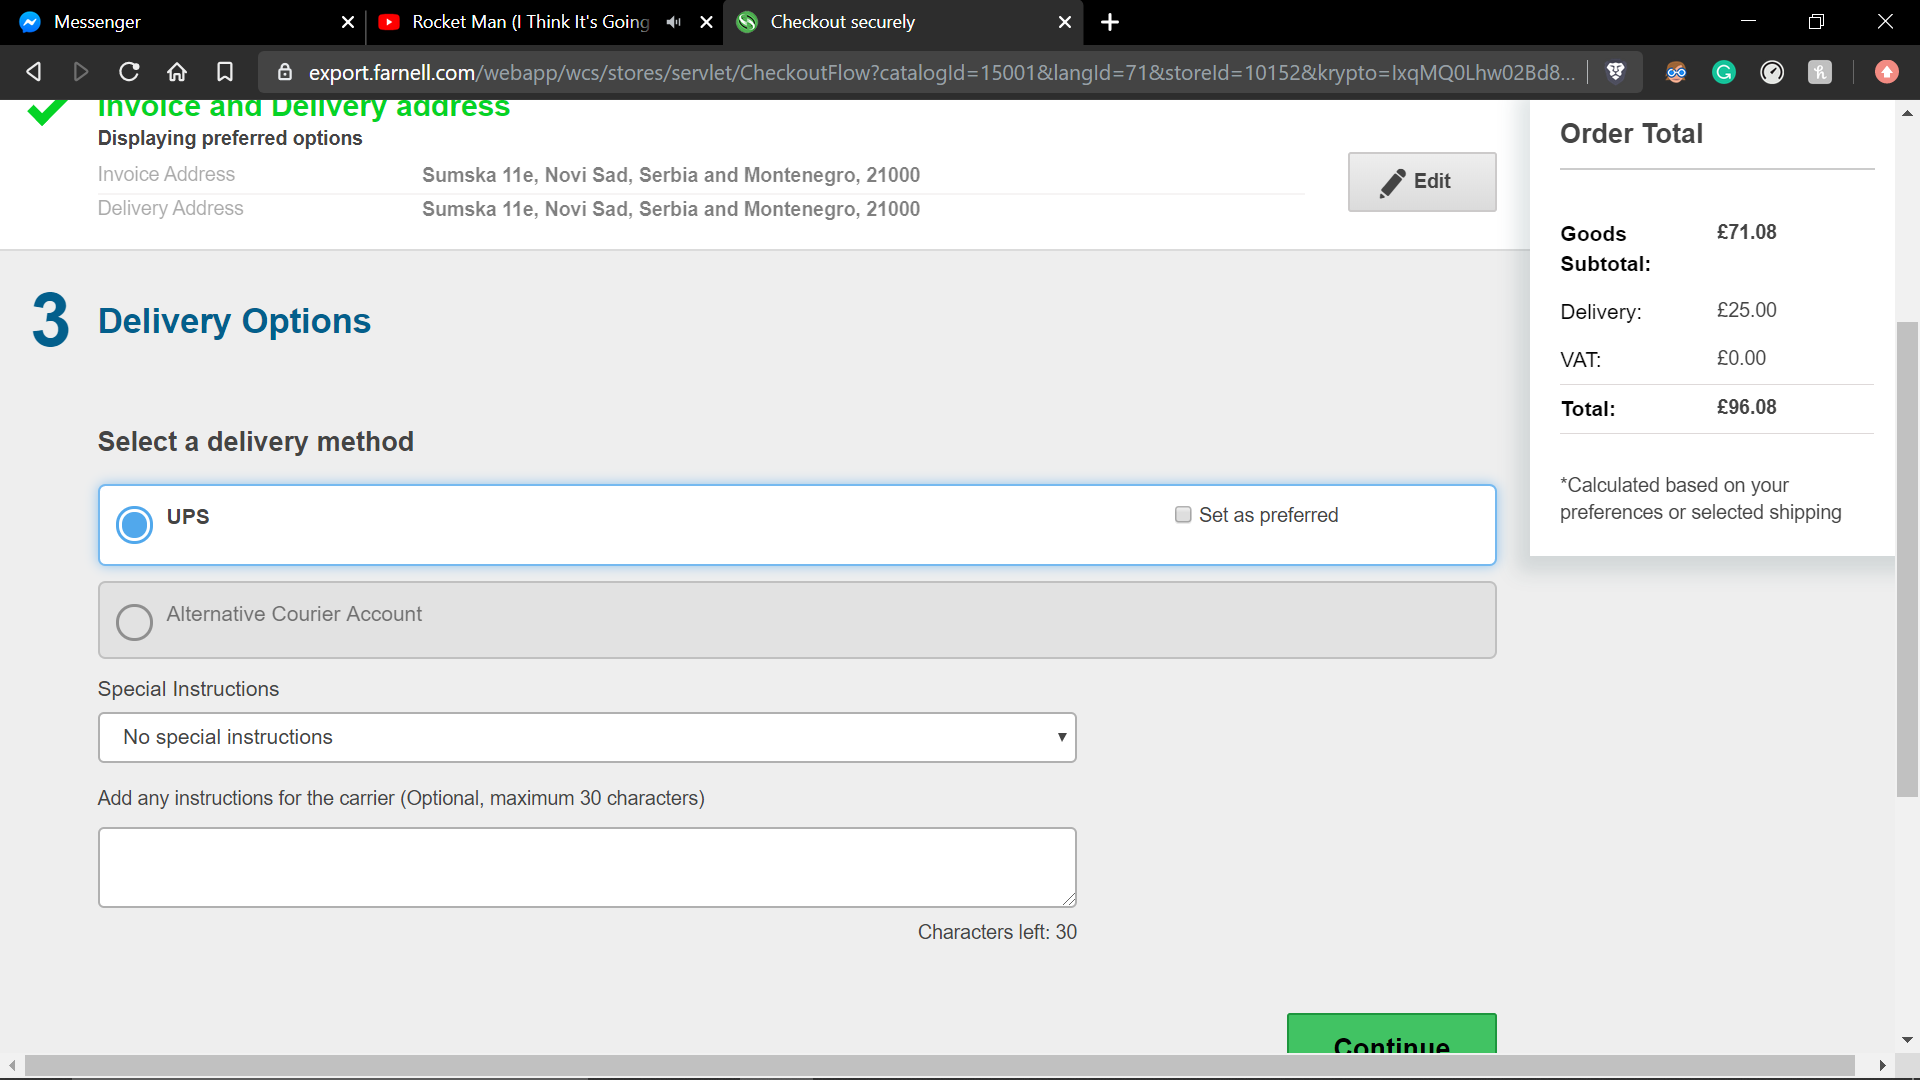 Messenger
Rocket Man (I Think It's Going
Checkout securely
export.farnell.com/webapp/wcs/stores/servlet/CheckoutFlow?catalogId=15001&langId=71&storeId=10152&krypto=IxqMQ0Lhw02Bd8...
Invoice and Delivery address
Displaying preferred options
Invoice Address Sumska 11e, Novi Sad, Serbia and Montenegro, 21000
Delivery Address Sumska 11e, Novi Sad, Serbia and Montenegro, 21000
Edit
3 Delivery Options
Select a delivery method
UPS
Set as preferred
Alternative Courier Account
Special Instructions
No special instructions
Add any instructions for the carrier (Optional, maximum 30 characters)
Characters left: 30
Continue
Order Total
Goods Subtotal: £71.08
Delivery: £25.00
VAT: £0.00
Total: £96.08
*Calculated based on your
preferences or selected shipping